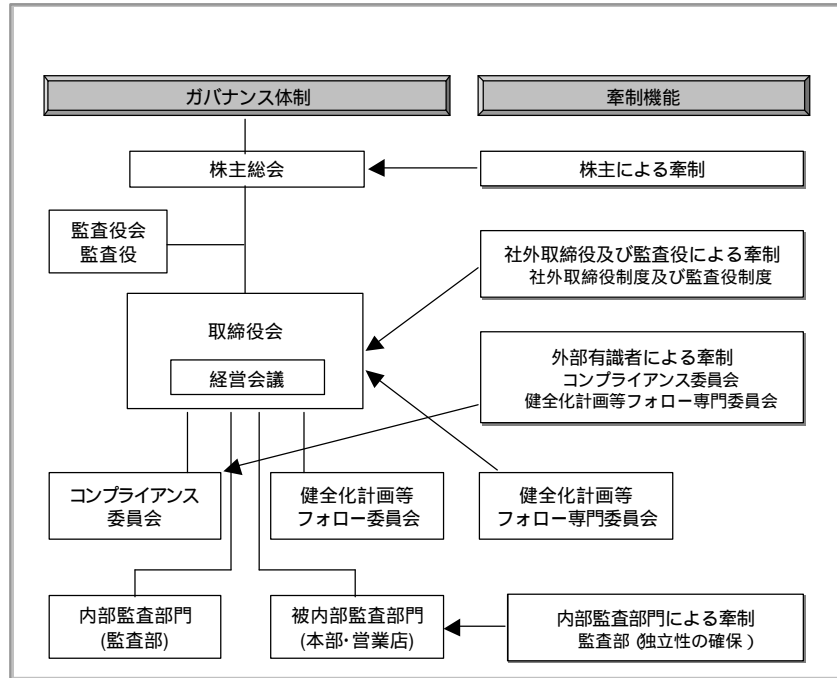 ガバナンス体制
牽制機能
株主総会
株主による牽制
監査役会
監査役
社外取締役及び監査役による牽制
社外取締役制度及び監査役制度
取締役会
経営会議
外部有識者による牽制
コンプライアンス委員会
健全化計画等フォロー専門委員会
コンプライアンス
委員会
健全化計画等
フォロー委員会
健全化計画等
フォロー専門委員会
内部監査部門
(監査部)
被内部監査部門
(本部・営業店)
内部監査部門による牽制
監査部(独立性の確保)